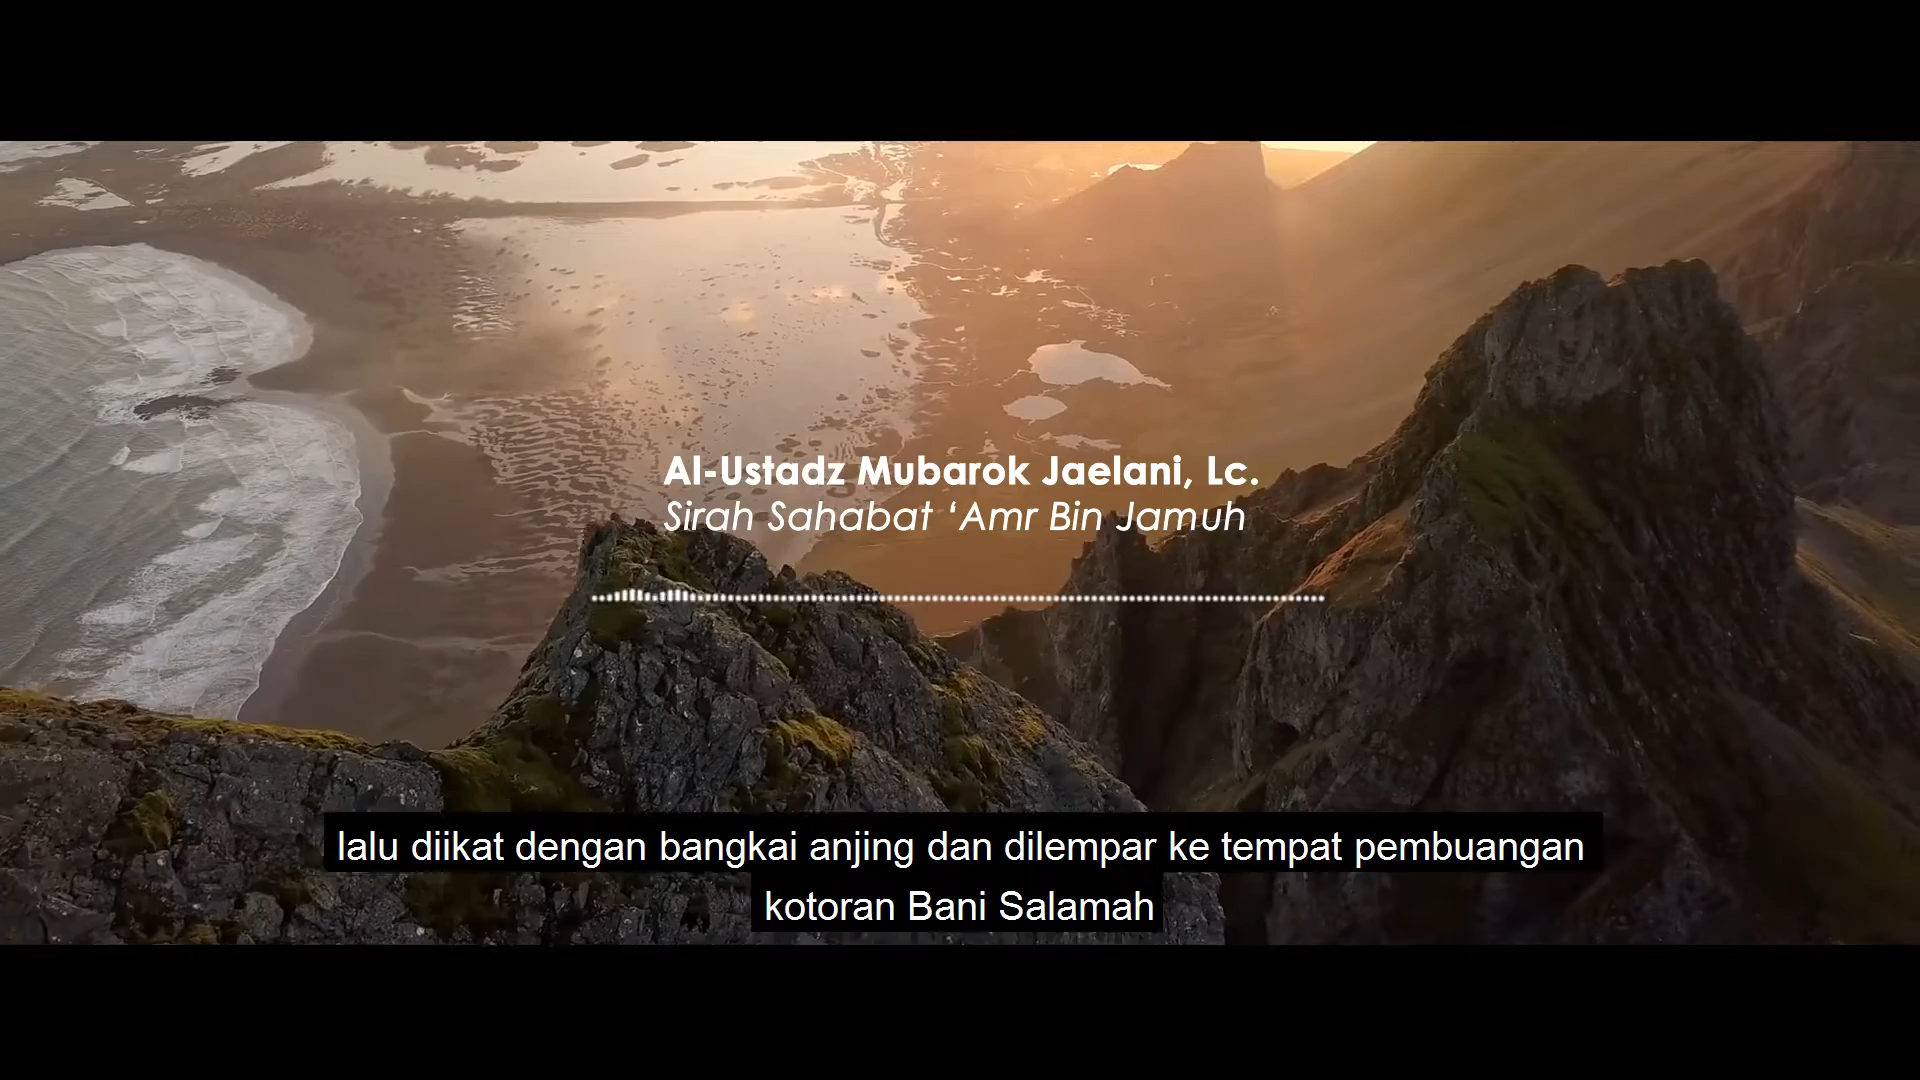 Al-Ustadz Mubarok Jaelani, Lc.
Sirah Sahabat ‘Amr Bin Jamuh
lalu diikat dengan bangkai anjing dan dilempar ke tempat pembuangan
kotoran Bani Salamah